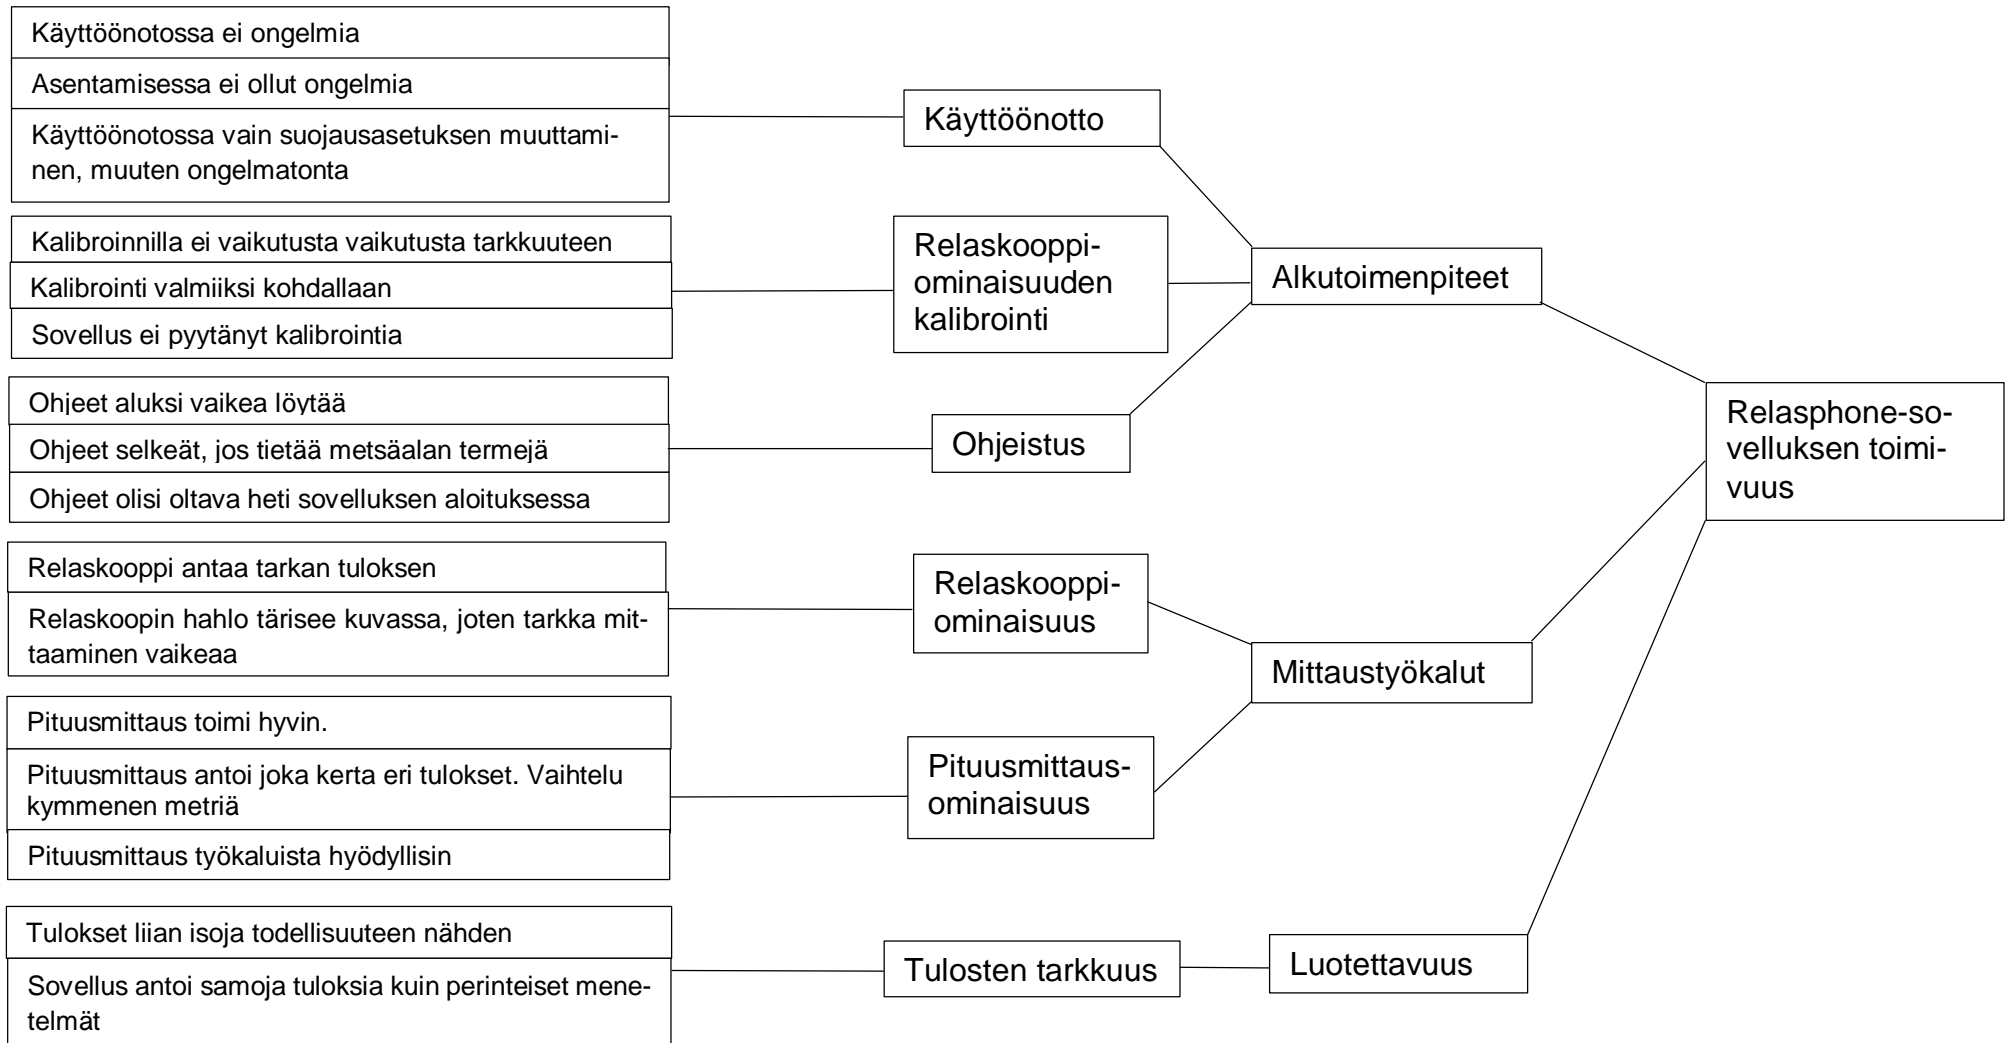 Käyttöönotossa ei ongelmia
Asentamisessa ei ollut ongelmia
Käyttöönotossa vain suojausasetuksen muuttami-
nen, muuten ongelmatonta
Kalibroinnilla ei vaikutusta vaikutusta tarkkuuteen
Kalibrointi valmiiksi kohdallaan
Sovellus ei pyytänyt kalibrointia
Ohjeet aluksi vaikea löytää
Ohjeet selkeät, jos tietää metsäalan termejä
Ohjeet olisi oltava heti sovelluksen aloituksessa
Relaskooppi antaa tarkan tuloksen
Relaskoopin hahlo tärisee kuvassa, joten tarkka mit-
taaminen vaikeaa
Pituusmittaus toimi hyvin.
Pituusmittaus antoi joka kerta eri tulokset. Vaihtelu
kymmenen metriä
Pituusmittaus työkaluista hyödyllisin
Tulokset liian isoja todellisuuteen nähden
Sovellus antoi samoja tuloksia kuin perinteiset mene-
telmät
Käyttöönotto
Relaskooppi-
ominaisuuden
kalibrointi
Ohjeistus
Relaskooppi-
ominaisuus
Pituusmittaus-
ominaisuus
Tulosten tarkkuus
Alkutoimenpiteet
Mittaustyökalut
Luotettavuus
Relasphone-so-
velluksen toimi-
vuus